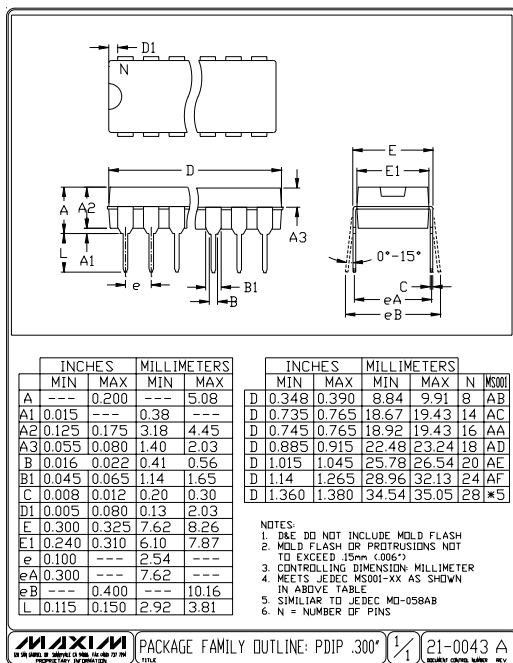 D1
N
D
E
E1
A
A2
A3
L
A1
0°-15°
e
B1
B
C
eA
eB
INCHES MILLIMETERS
MIN MAX MIN MAX
A --- 0.200 --- 5.08
A1 0.015 --- 0.38 ---
A2 0.125 0.175 3.18 4.45
A3 0.055 0.080 1.40 2.03
B 0.016 0.022 0.41 0.56
B1 0.045 0.065 1.14 1.65
C 0.008 0.012 0.20 0.30
D1 0.005 0.080 0.13 2.03
E 0.300 0.325 7.62 8.26
E1 0.240 0.310 6.10 7.87
e 0.100 --- 2.54 ---
eA 0.300 --- 7.62 ---
eB --- 0.400 --- 10.16
L 0.115 0.150 2.92 3.81
INCHES MILLIMETERS
MIN MAX MIN MAX N MS001
D 0.348 0.390 8.84 9.91 8 AB
D 0.735 0.765 18.67 19.43 14 AC
D 0.745 0.765 18.92 19.43 16 AA
D 0.885 0.915 22.48 23.24 18 AD
D 1.015 1.045 25.78 26.54 20 AE
D 1.14 1.265 28.96 32.13 24 AF
D 1.360 1.380 34.54 35.05 28 *5
NOTES:
1. D&E DO NOT INCLUDE MOLD FLASH
2. MOLD FLASH OR PROTRUSIONS NOT
TO EXCEED .15mm (.006")
3. CONTROLLING DIMENSION: MILLIMETER
4. MEETS JEDEC MS001-XX AS SHOWN
IN ABOVE TABLE
5. SIMILIAR TO JEDEC MO-058AB
6. N = NUMBER OF PINS
MAXIM
PROPRIETARY INFORMATION
PACKAGE FAMILY OUTLINE: PDIP .300"
TITLE
1/1
21-0043 A
DOCUMENT CONTROL NUMBER REV